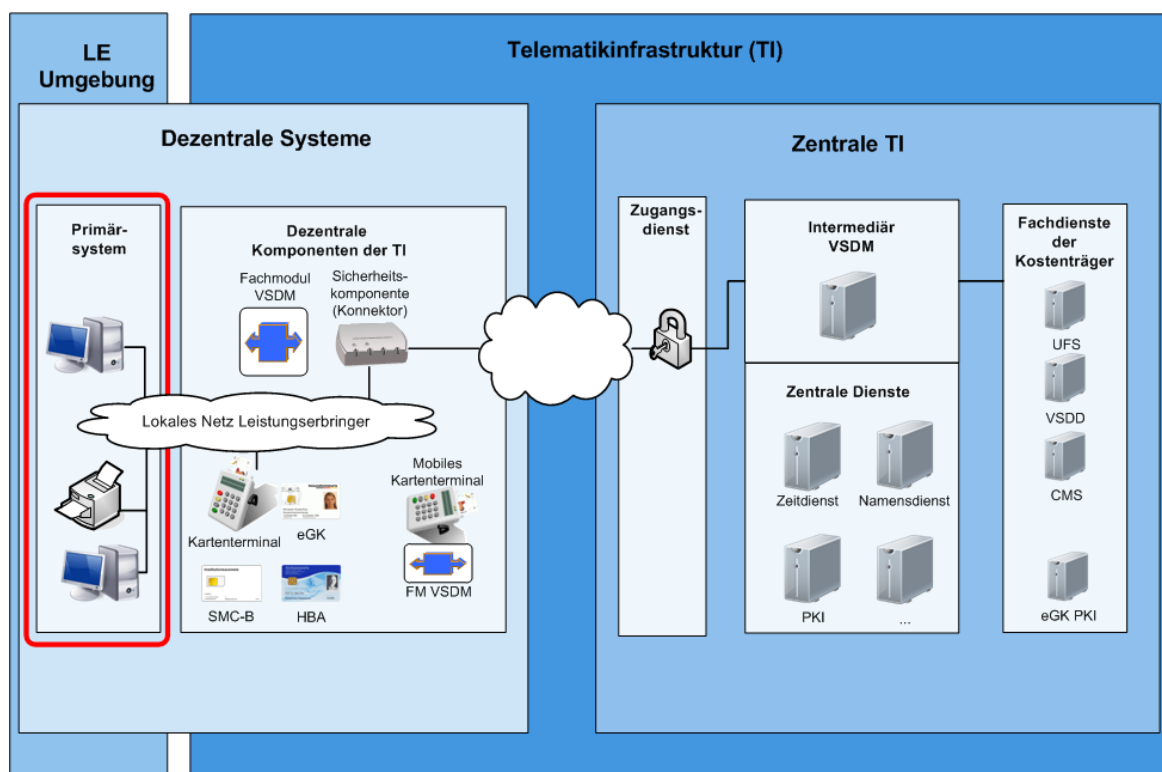 LE
Umgebung
Telematikinfrastruktur (TI)
Dezentrale Systeme
Primär-
system
Dezentrale
Komponenten der TI
Fachmodul
VSDM
Sicherheits-
komponente
(Konnektor)
Lokales Netz Leistungserbringer
Kartenterminal
eGK
Mobiles
Kartenterminal
FM VSDM
SMC-B
HBA
Zentrale TI
Zugangs-
dienst
Intermediär
VSDM
Zentrale Dienste
Zeitdienst
Namensdienst
PKI
...
Fachdienste
der
Kostenträger
UFS
VSDD
CMS
eGK PKI